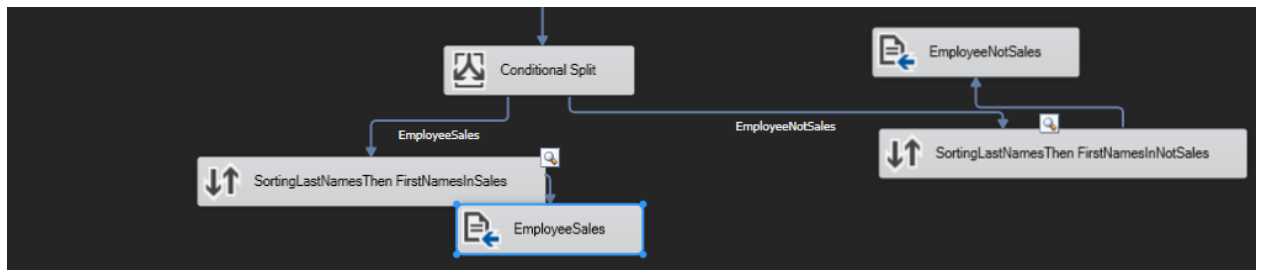 Conditional Split
EmployeeNotSales
EmployeeSales
EmployeeNotSales
SortingLastNamesThen FirstNamesInNotSales
SortingLastNamesThen FirstNamesInSales
EmployeeSales